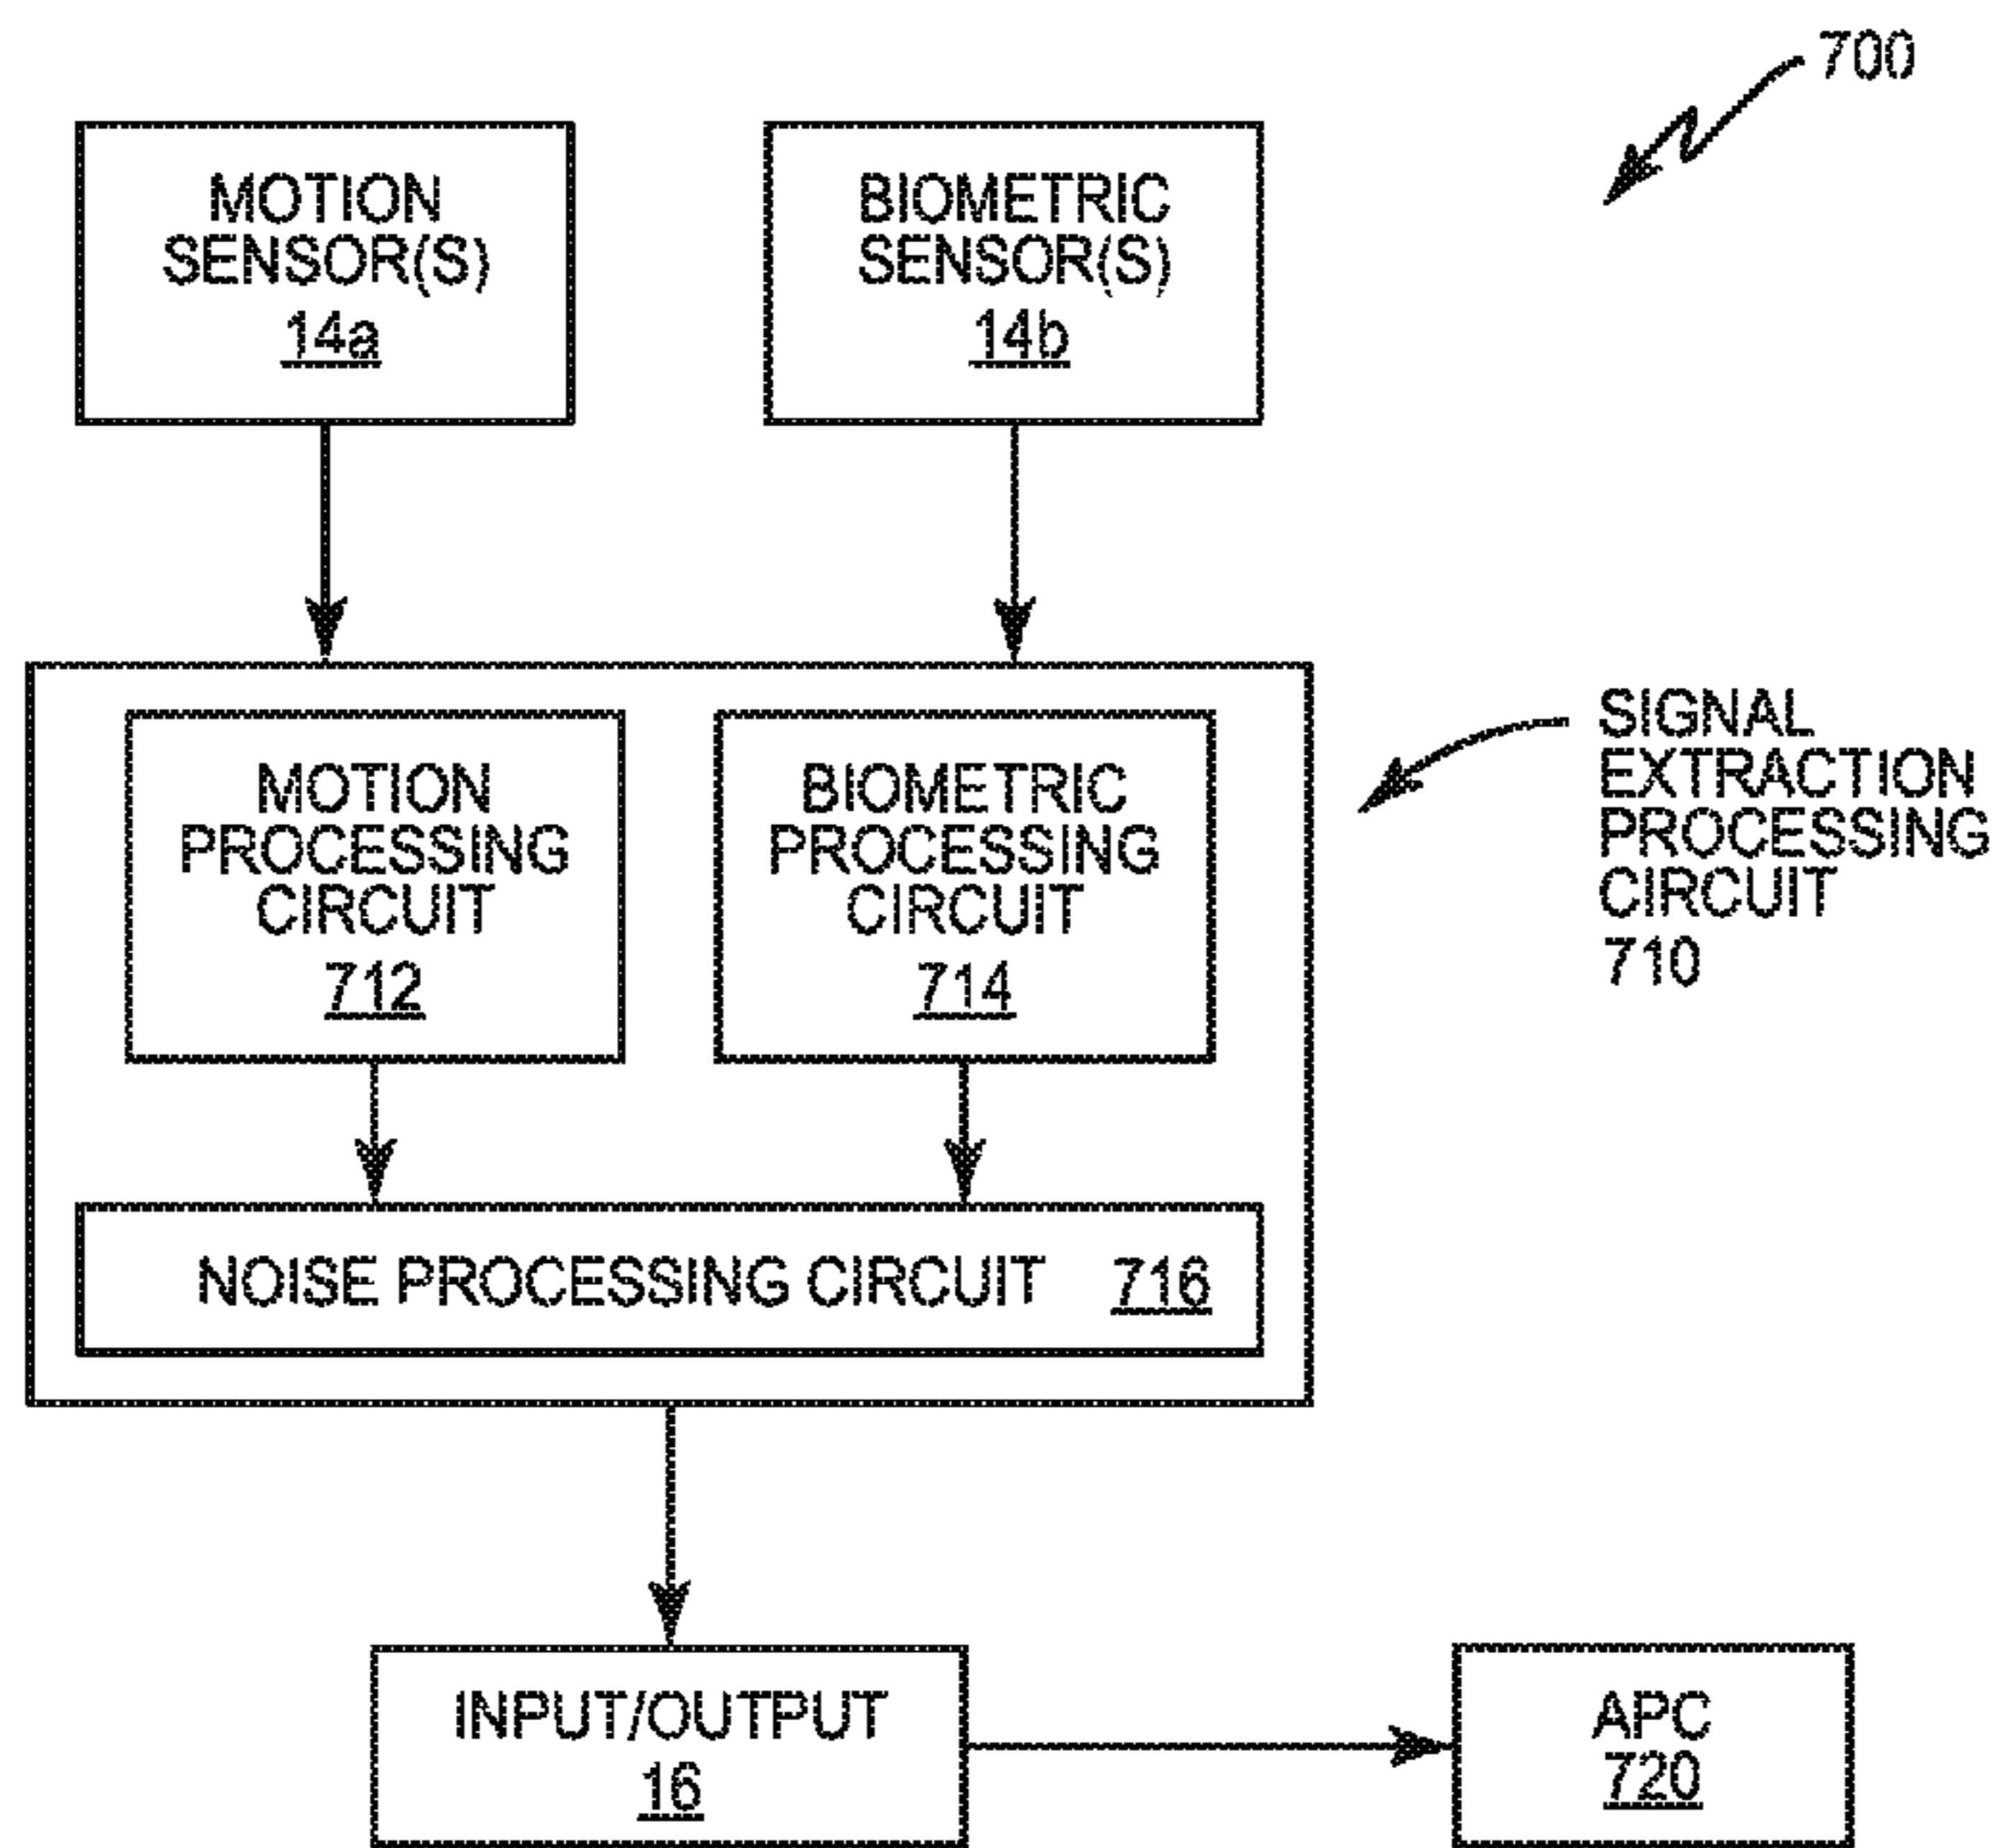 700
MOTION
SENSOR(S)
14a
BIOMETRIC
SENSOR(S)
14b
MOTION
PROCESSING
CIRCUIT
712
BIOMETRIC
PROCESSING
CIRCUIT
714
SIGNAL
EXTRACTION
PROCESSING
CIRCUIT
710
NOISE PROCESSING CIRCUIT 716
INPUT/OUTPUT
16
APC
720